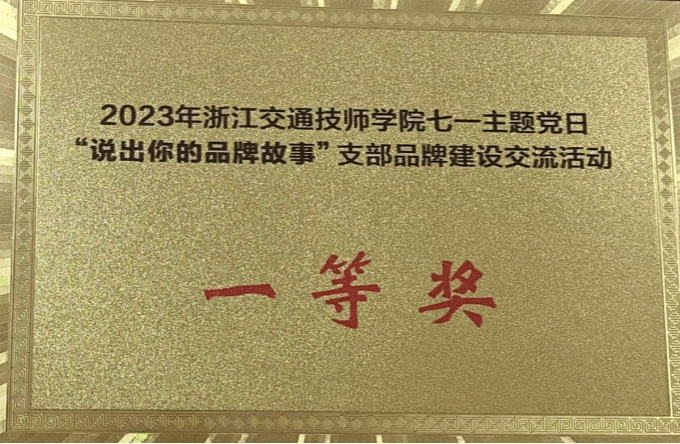 2023年浙江交通技师学院七一主题党日
“说出你的品牌故事”支部品牌建设交流活动
一等奖